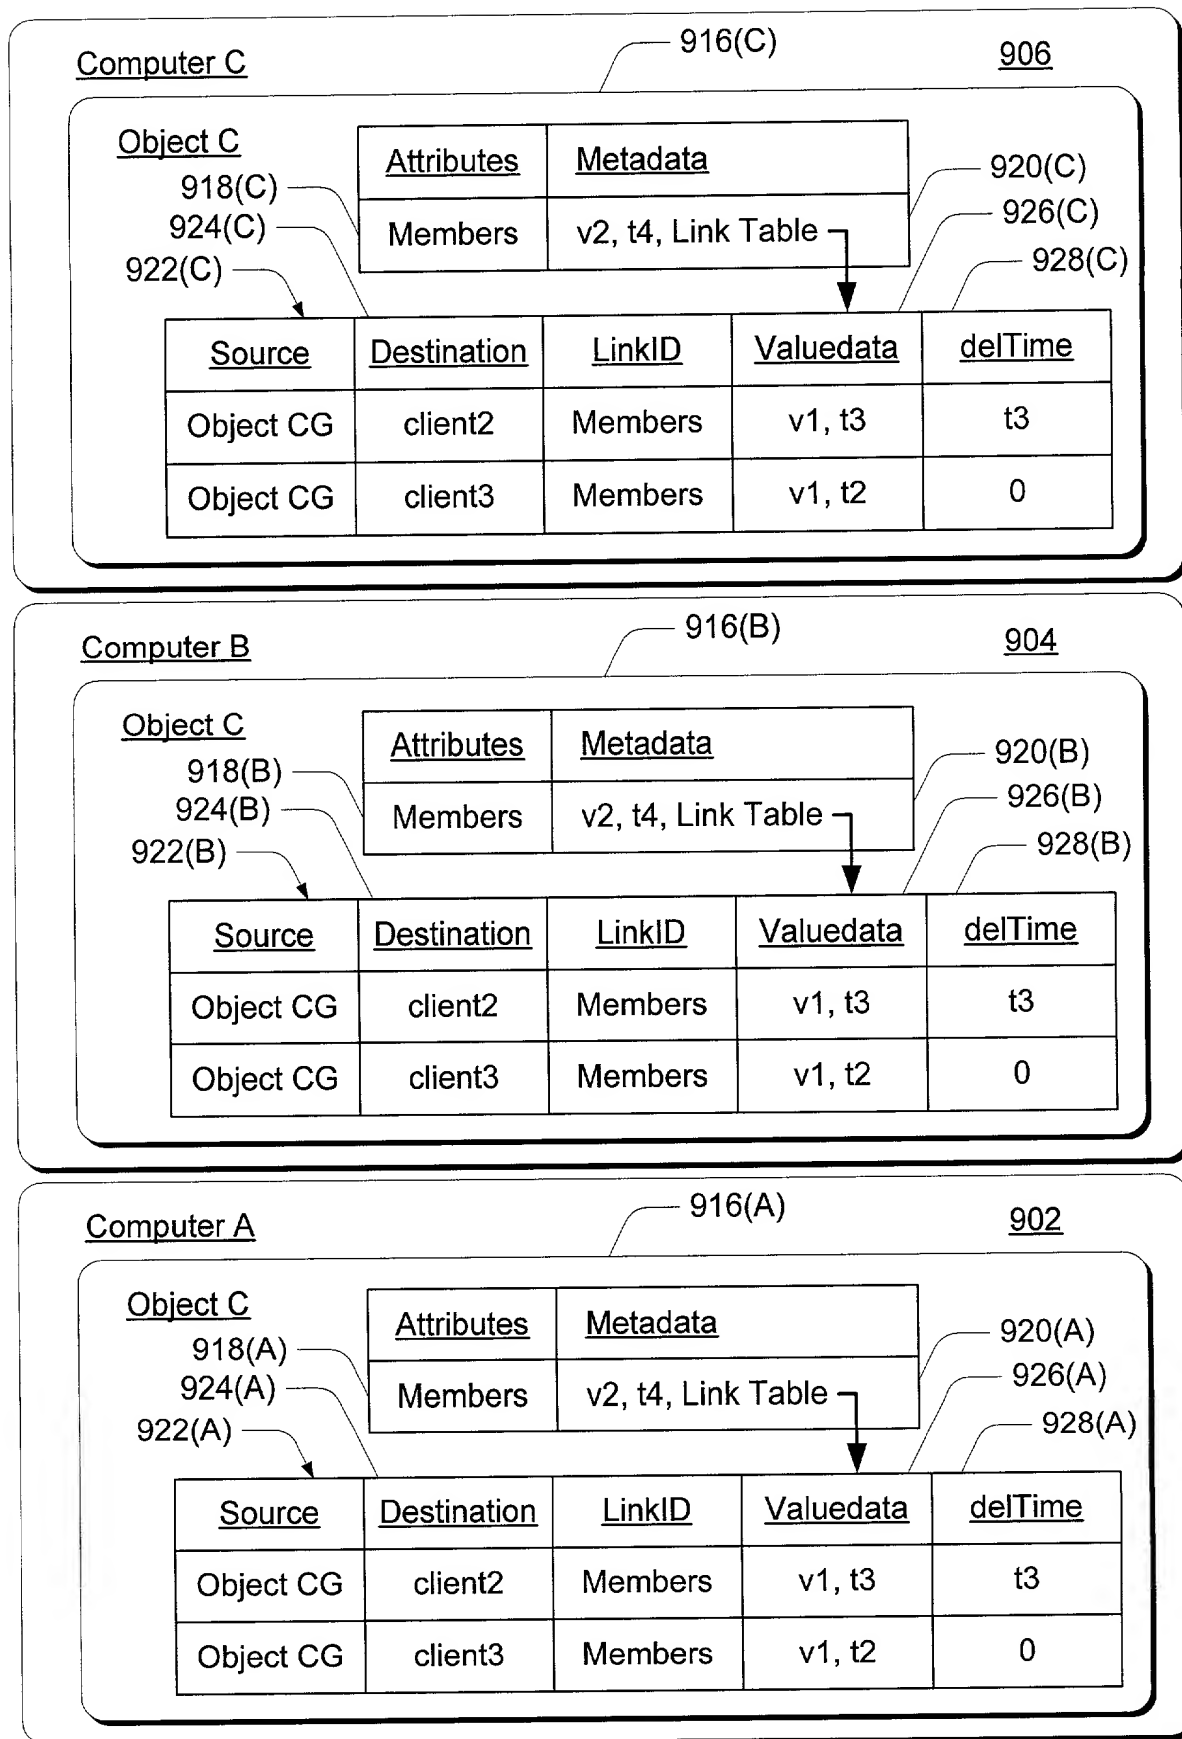 916(C)
Computer C
906
Object C
Attributes Metadata
918(C)
920(C)
924(C)
Members v2, t4, Link Table
926(C)
922(C)
928(C)
Source Destination LinkID Valuedata delTime
Object CG client2 Members v1, t3 t3
Object CG client3 Members v1, t2 0
916(B)
Computer B
904
Object C
Attributes Metadata
918(B)
920(B)
924(B)
Members v2, t4, Link Table
926(B)
922(B)
928(B)
Source Destination LinkID Valuedata delTime
Object CG client2 Members v1, t3 t3
Object CG client3 Members v1, t2 0
916(A)
Computer A
902
Object C
Attributes Metadata
918(A)
920(A)
924(A)
Members v2, t4, Link Table
926(A)
922(A)
928(A)
Source Destination LinkID Valuedata delTime
Object CG client2 Members v1, t3 t3
Object CG client3 Members v1, t2 0